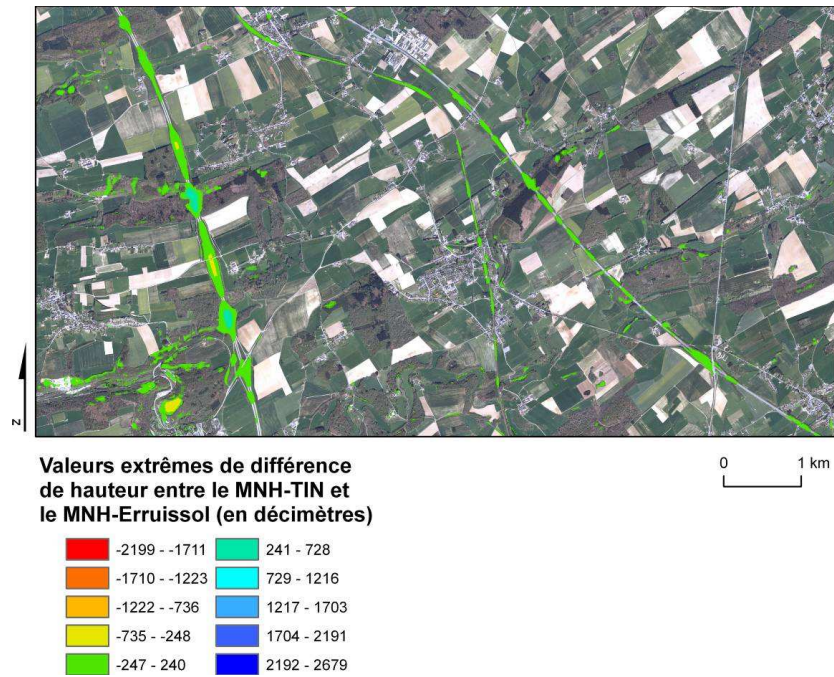 N
Valeurs extrêmes de différence
de hauteur entre le MNH-TIN et
le MNH-Erruissol (en décimètres)
0 1 km
-2199 - -1711
-1710 - -1223
-1222 - -736
-735 - -248
-247 - 240
241 - 728
729 - 1216
1217 - 1703
1704 - 2191
2192 - 2679